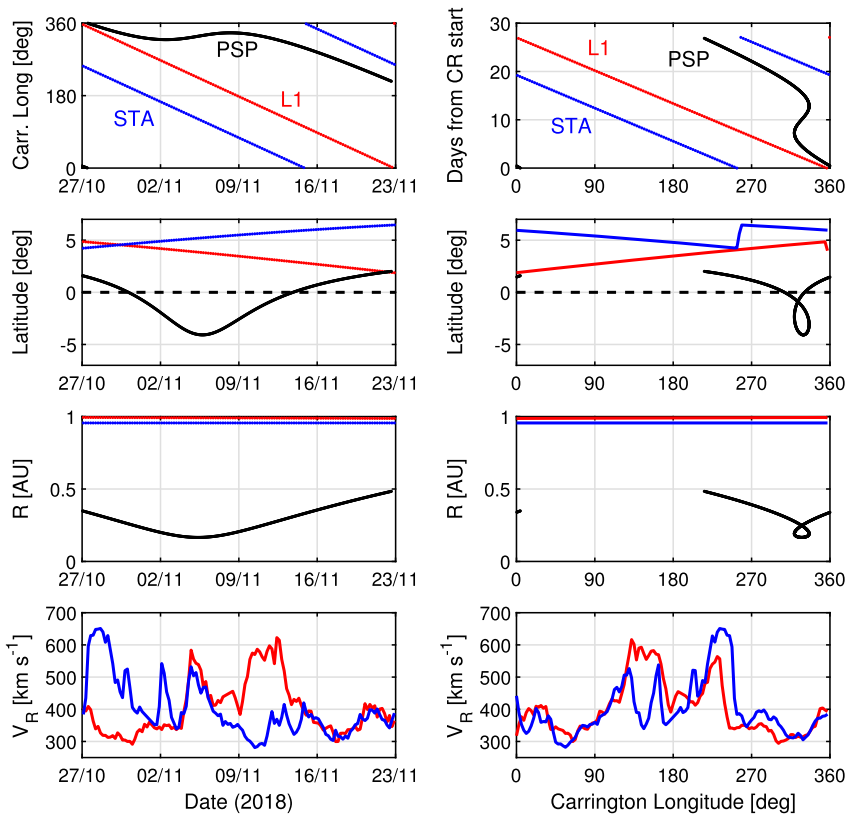 Carr. Long [deg]
360
180
0
PSP
L1
STA
27/10 02/11 09/11 16/11 23/11
Days from CR start
30
20
10
0
L1
PSP
STA
0 90 180 270 360
Latitude [deg]
5
0
-5
27/10 02/11 09/11 16/11 23/11
Latitude [deg]
5
0
-5
0 90 180 270 360
R [AU]
1
0.5
0
27/10 02/11 09/11 16/11 23/11
R [AU]
1
0.5
0
0 90 180 270 360
V_R [km s^-1]
700
600
500
400
300
27/10 02/11 09/11 16/11 23/11
Date (2018)
V_R [km s^-1]
700
600
500
400
300
0 90 180 270 360
Carrington Longitude [deg]